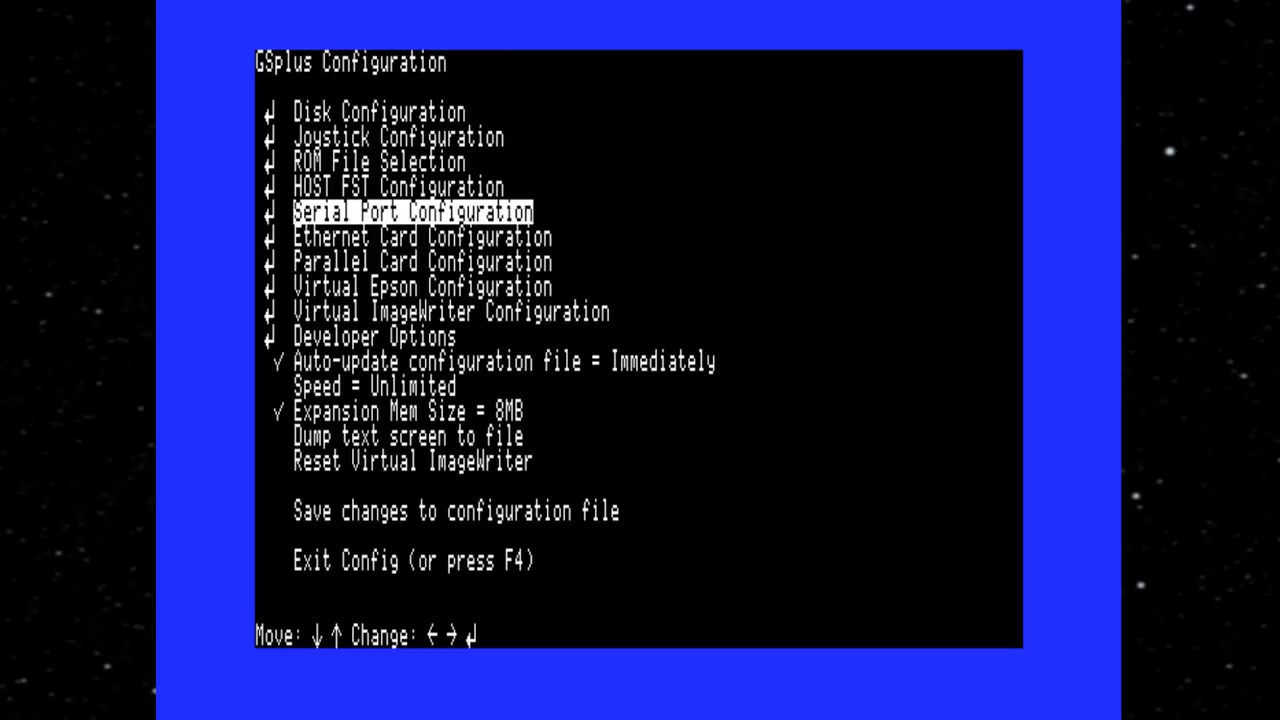 GSplus Configuration
↲ Disk Configuration
↲ Joystick Configuration
↲ ROM File Selection
↲ HOST FST Configuration
↲ Serial Port Configuration
↲ Ethernet Card Configuration
↲ Parallel Card Configuration
↲ Virtual Epson Configuration
↲ Virtual ImageWriter Configuration
↲ Developer Options
✓ Auto-update configuration file = Immediately
Speed = Unlimited
✓ Expansion Mem Size = 8MB
Dump text screen to file
Reset Virtual ImageWriter
Save changes to configuration file
Exit Config (or press F4)
Move: ↓ ↑ Change: ← → ↲